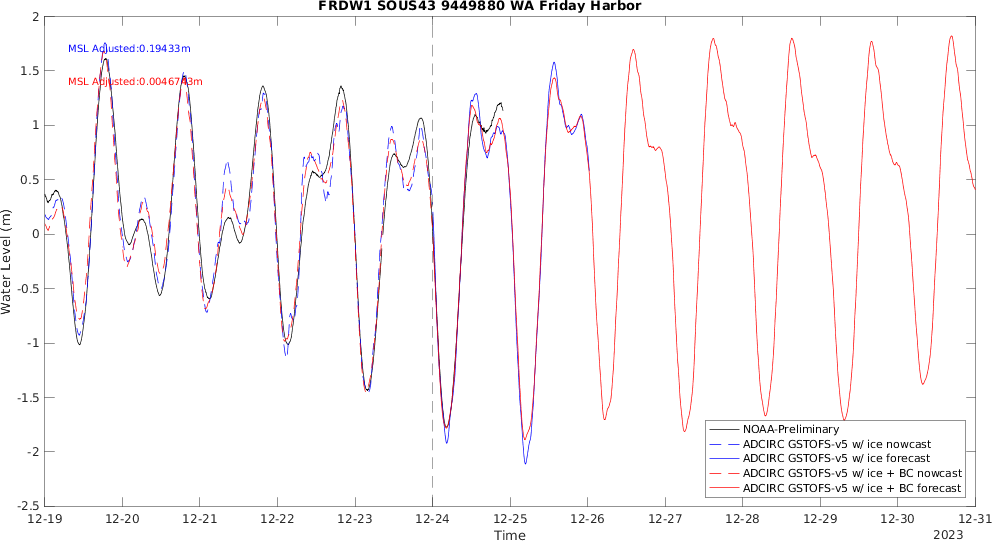 FRDW1 SOUS43 9449880 WA Friday Harbor
MSL Adjusted:0.19433m
MSL Adjusted:0.0046743m
Water Level (m)
2
1.5
1
0.5
0
-0.5
-1
-1.5
-2
-2.5
NOAA-Preliminary
ADCIRC GSTOFS-v5 w/ ice nowcast
ADCIRC GSTOFS-v5 w/ ice forecast
ADCIRC GSTOFS-v5 w/ ice + BC nowcast
ADCIRC GSTOFS-v5 w/ ice + BC forecast
12-19 12-20 12-21 12-22 12-23 12-24 12-25 12-26 12-27 12-28 12-29 12-30 12-31
Time
2023